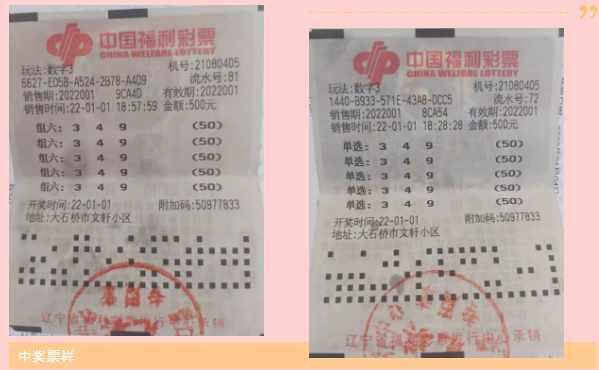 中国福利彩票
CHINA WELFARE LOTTERY
玩法:数字3 机号:21080405
6627-ED5B-A524-2B78-A4D9 流水号:81
销售期:2022001 9CA4D 有效期:2022001
销售时间:22-01-01 18:57:59 金额:500元
组六: 3 4 9 (50)
组六: 3 4 9 (50)
组六: 3 4 9 (50)
组六: 3 4 9 (50)
组六: 3 4 9 (50)
开奖时间:22-01-01 附加码:50977833
地址:大石桥市文轩小区
中国福利彩票
CHINA WELFARE LOTTERY
玩法:数字3 机号:21080405
1440-B933-571E-43A8-DCC5 流水号:72
销售期:2022001 8CA54 有效期:2022001
销售时间:22-01-01 18:28:28 金额:500元
单选: 3 4 9 (50)
单选: 3 4 9 (50)
单选: 3 4 9 (50)
单选: 3 4 9 (50)
单选: 3 4 9 (50)
开奖时间:22-01-01 附加码:50977833
地址:大石桥市文轩小区
中奖票样